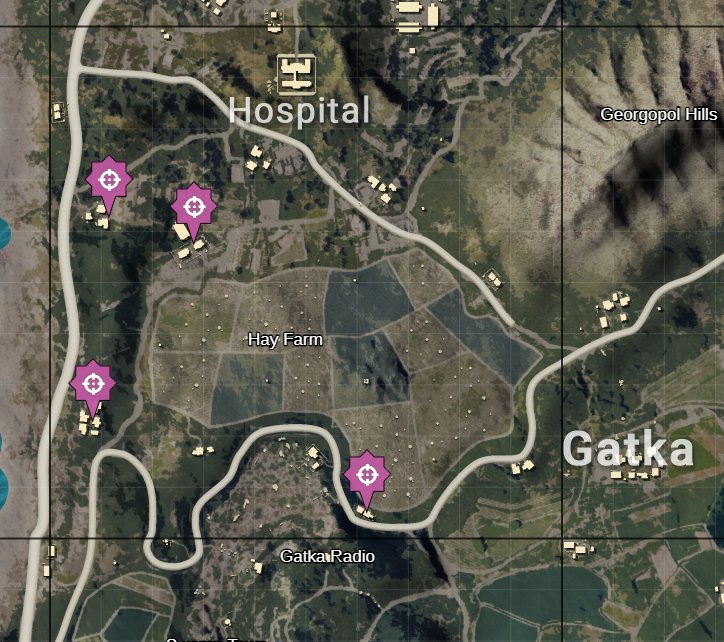 Hospital
Georgopol Hills
Hay Farm
Gatka
Gatka Radio